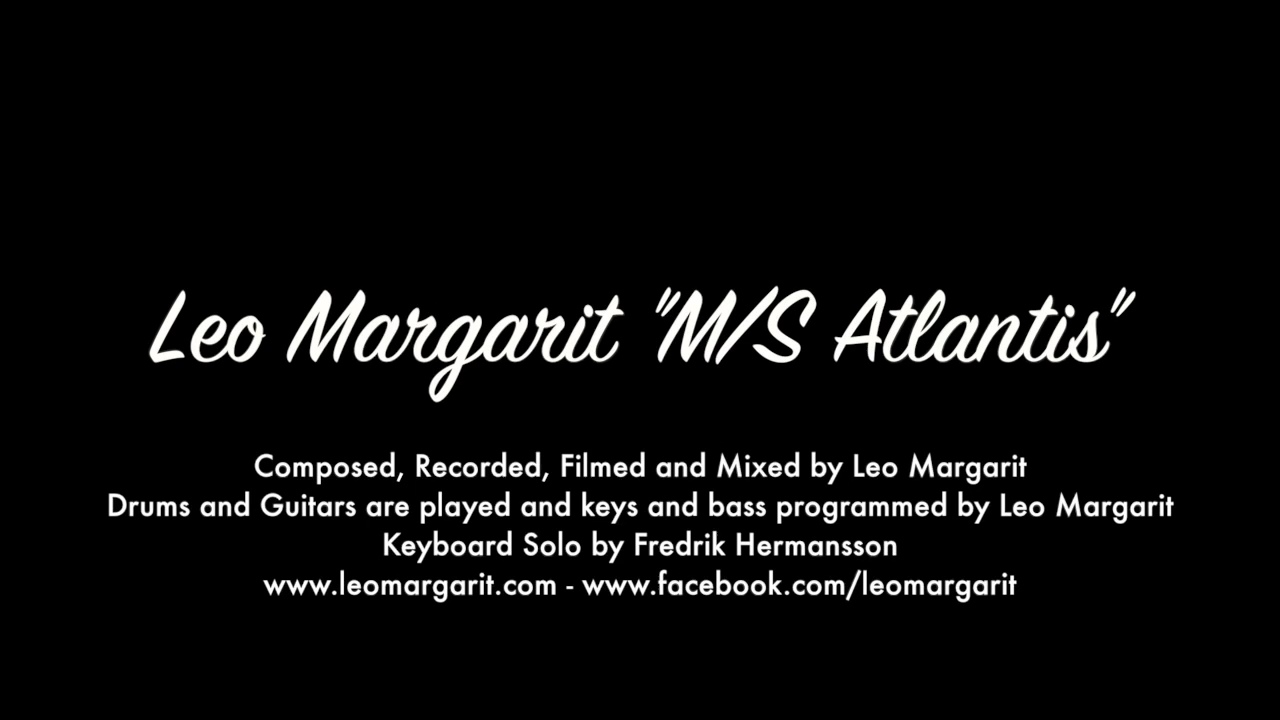 Leo Margarit "M/S Atlantis"
Composed, Recorded, Filmed and Mixed by Leo Margarit
Drums and Guitars are played and keys and bass programmed by Leo Margarit
Keyboard Solo by Fredrik Hermansson
www.leomargarit.com - www.facebook.com/leomargarit